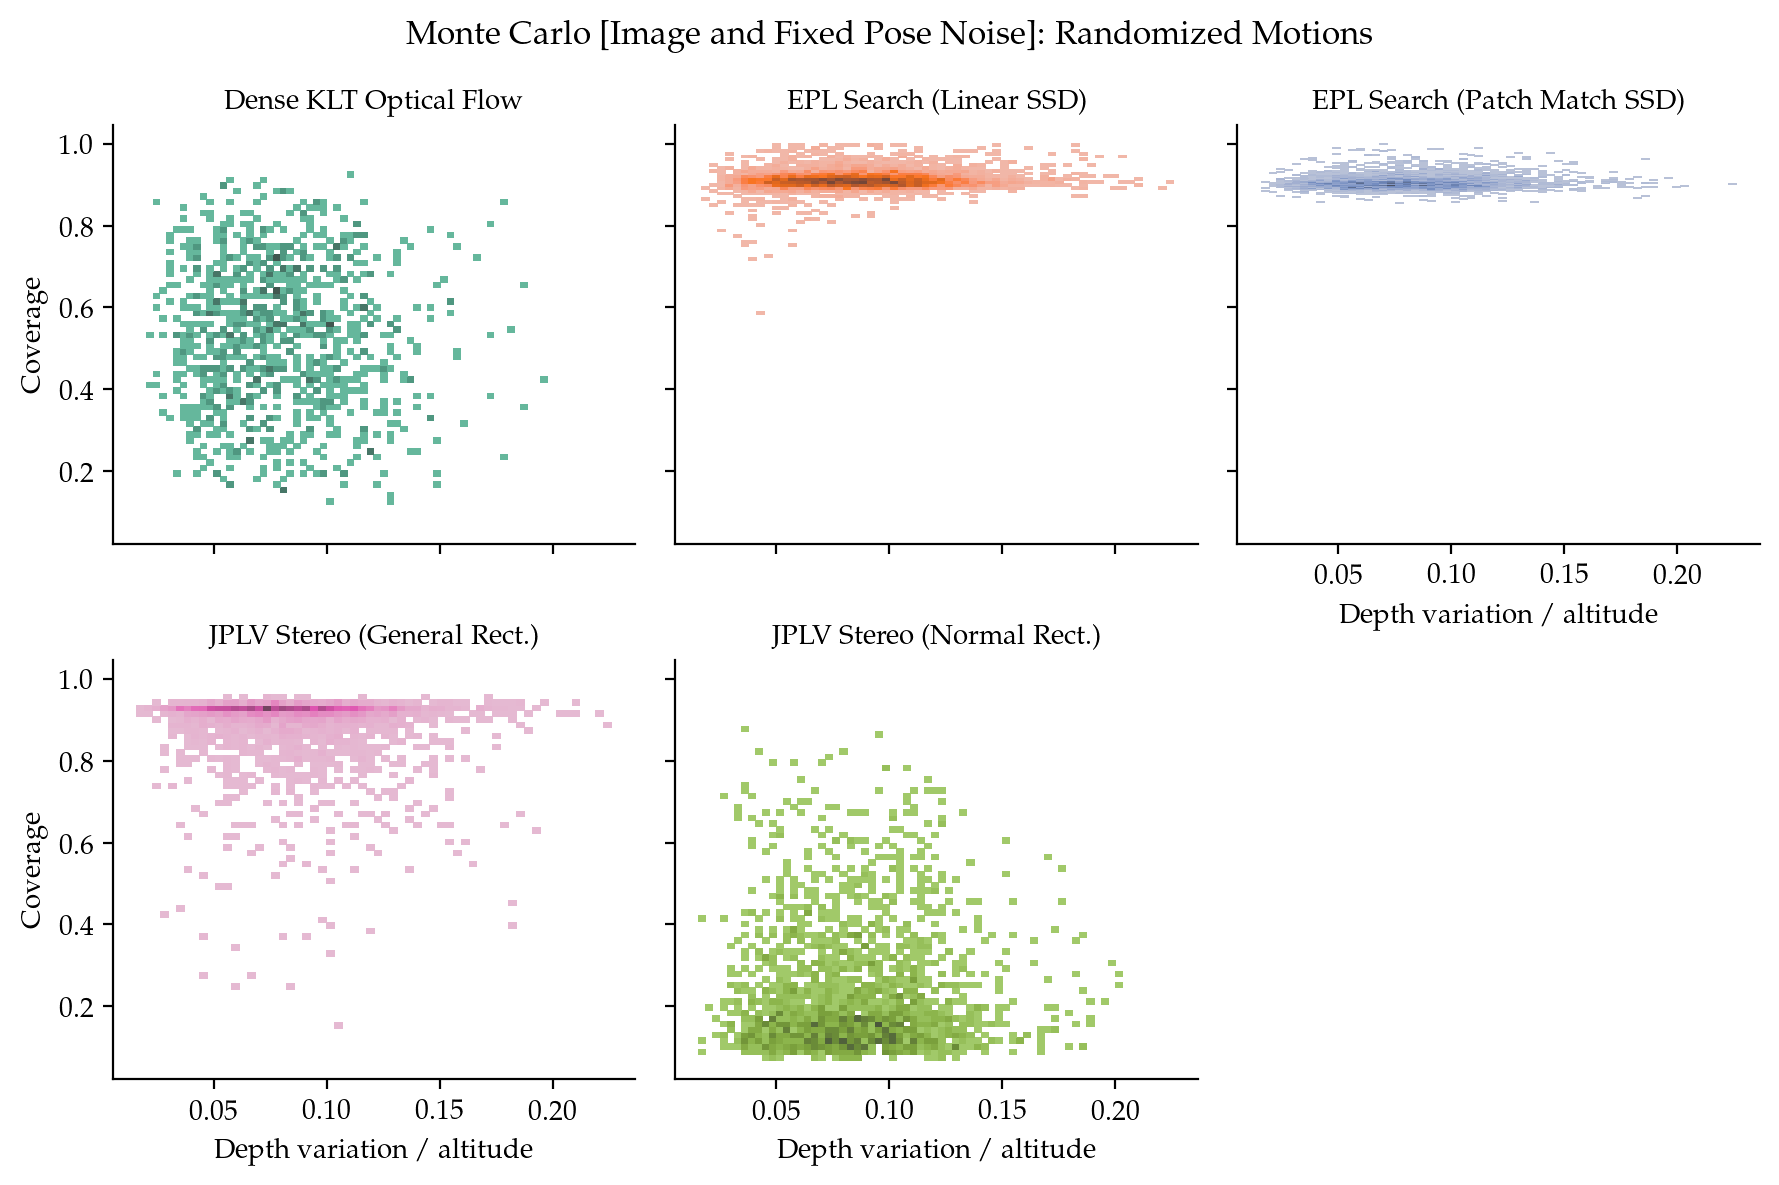 Monte Carlo [Image and Fixed Pose Noise]: Randomized Motions
Dense KLT Optical Flow
EPL Search (Linear SSD)
EPL Search (Patch Match SSD)
1.0
0.8
0.6
0.4
0.2
Coverage
0.05 0.10 0.15 0.20
Depth variation / altitude
JPLV Stereo (General Rect.)
JPLV Stereo (Normal Rect.)
1.0
0.8
0.6
0.4
0.2
Coverage
0.05 0.10 0.15 0.20
Depth variation / altitude
0.05 0.10 0.15 0.20
Depth variation / altitude